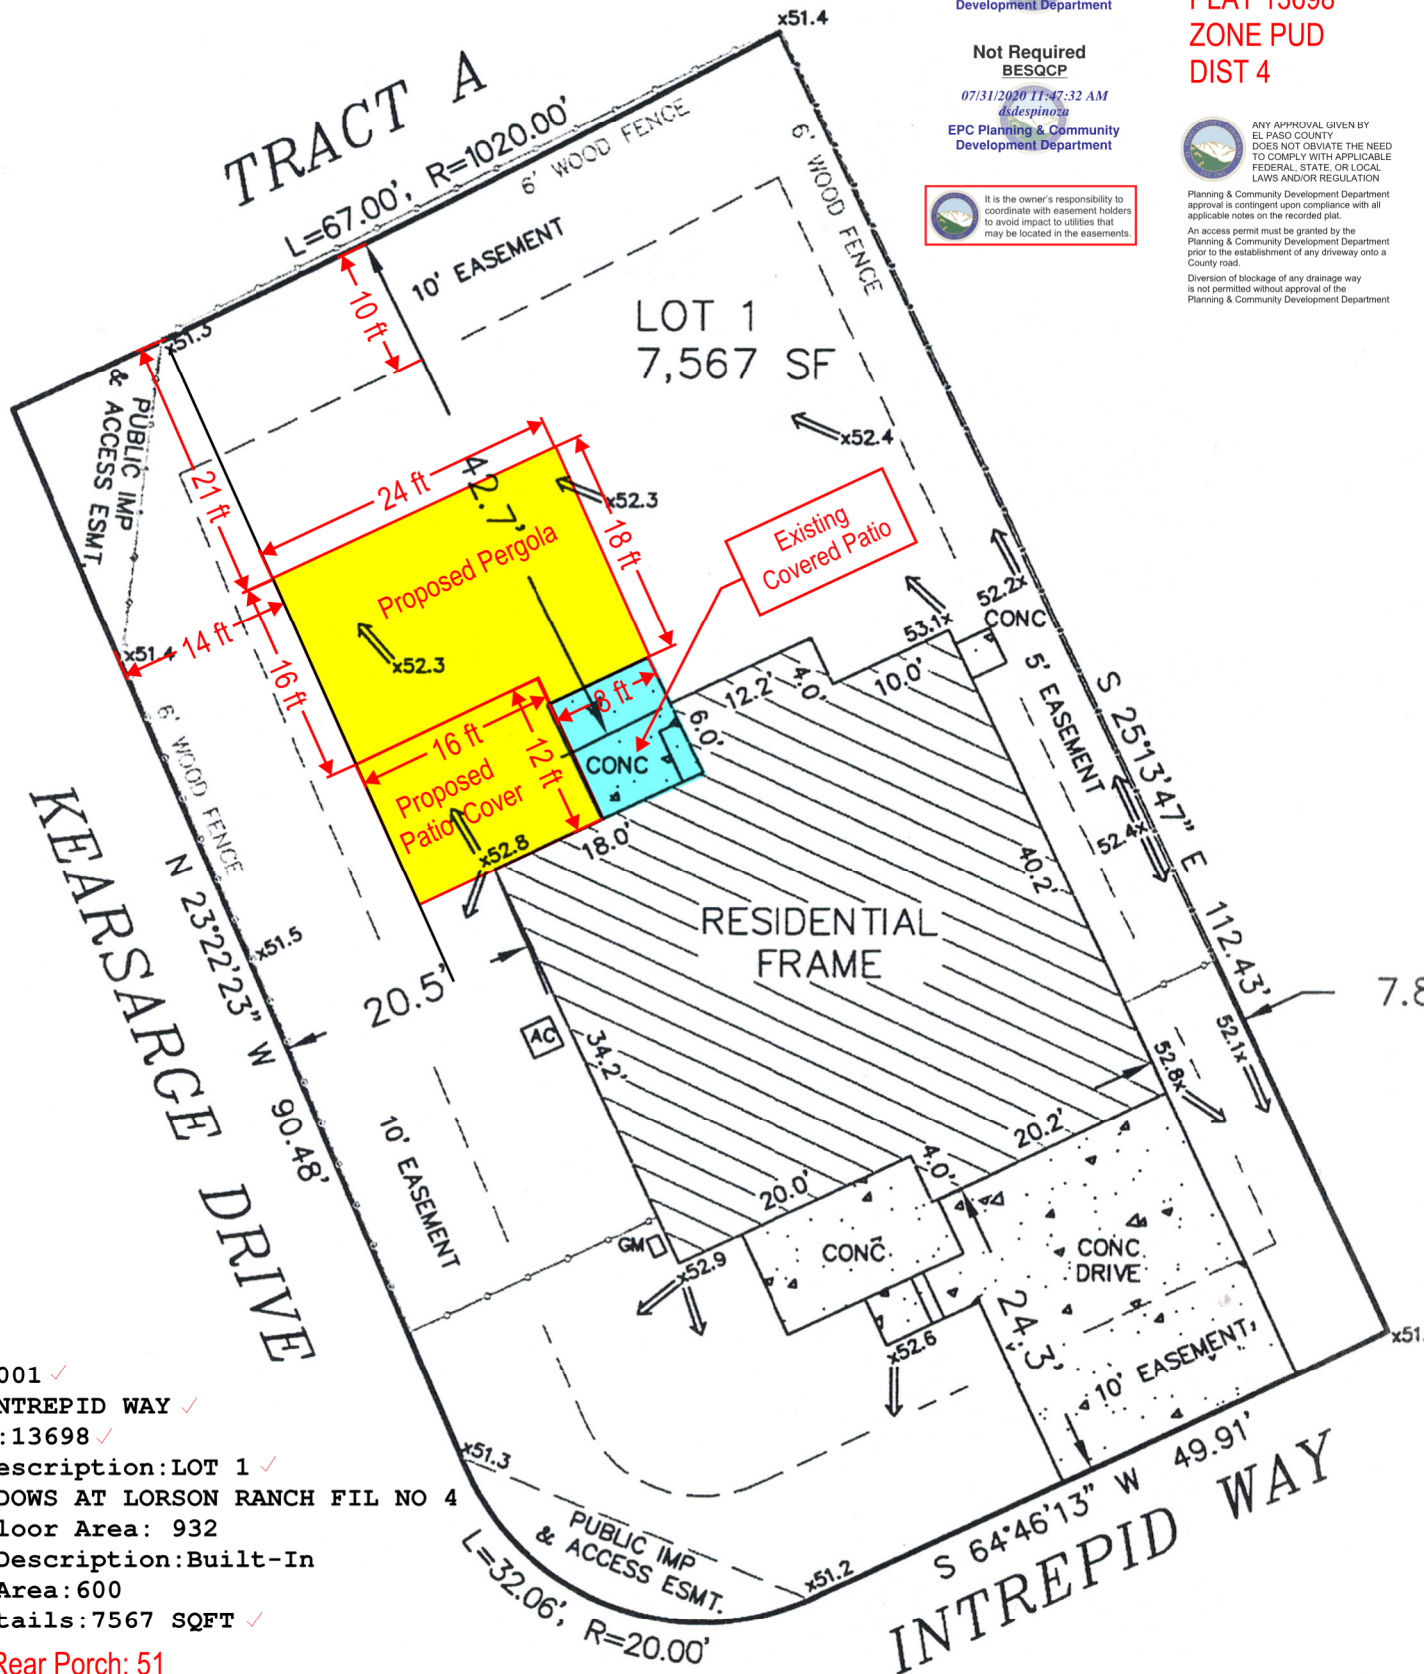 Development Department
Not Required
BESQCP
07/31/2020 11:47:32 AM
dsdespinoza
EPC Planning & Community
Development Department
It is the owner's responsibility to
coordinate with easement holders
to avoid impact to utilities that
may be located in the easements.
PLAT 13698
ZONE PUD
DIST 4
ANY APPROVAL GIVEN BY
EL PASO COUNTY
DOES NOT OBVIATE THE NEED
TO COMPLY WITH APPLICABLE
FEDERAL, STATE, OR LOCAL
LAWS AND/OR REGULATION
Planning & Community Development Department
approval is contingent upon compliance with all
applicable notes on the recorded plat.
An access permit must be granted by the
Planning & Community Development Department
prior to the establishment of any driveway onto a
County road.
Diversion of blockage of any drainage way
is not permitted without approval of the
Planning & Community Development Department
x51.4
TRACT A
L=67.00', R=1020.00'
6' WOOD FENCE
6' WOOD FENCE
10' EASEMENT
10 ft
x51.3
PUBLIC IMP
& ACCESS ESMT.
LOT 1
7,567 SF
x52.4
21 ft
24 ft
42.7'
x52.3
18 ft
Proposed Pergola
Existing
Covered Patio
14 ft
x51.4
x52.3
16 ft
52.2x
CONC
53.1x
8 ft
12.2'
4.0'
10.0'
6.0'
5' EASEMENT
S 25°13'47" E 112.43'
16 ft
12 ft
CONC
Proposed
Patio Cover
x52.8
18.0'
6' WOOD FENCE
KEARSARGE DRIVE
N 23°22'23" W 90.48'
x51.5
20.5'
AC
34.2'
RESIDENTIAL
FRAME
40.2'
52.4x
7.8
52.1x
52.8x
10' EASEMENT
20.2'
4.0'
20.0'
GM
x52.9
CONC.
CONC.
DRIVE
24.3'
x52.6
10' EASEMENT
x51.
x51.3
PUBLIC IMP
& ACCESS ESMT.
x51.2
L=32.06', R=20.00'
S 64°46'13" W 49.91'
INTREPID WAY
001 ✓
NTREPID WAY ✓
:13698 ✓
escription:LOT 1 ✓
DOWS AT LORSON RANCH FIL NO 4
loor Area: 932
Description:Built-In
Area:600
tails:7567 SQFT ✓
Rear Porch: 51